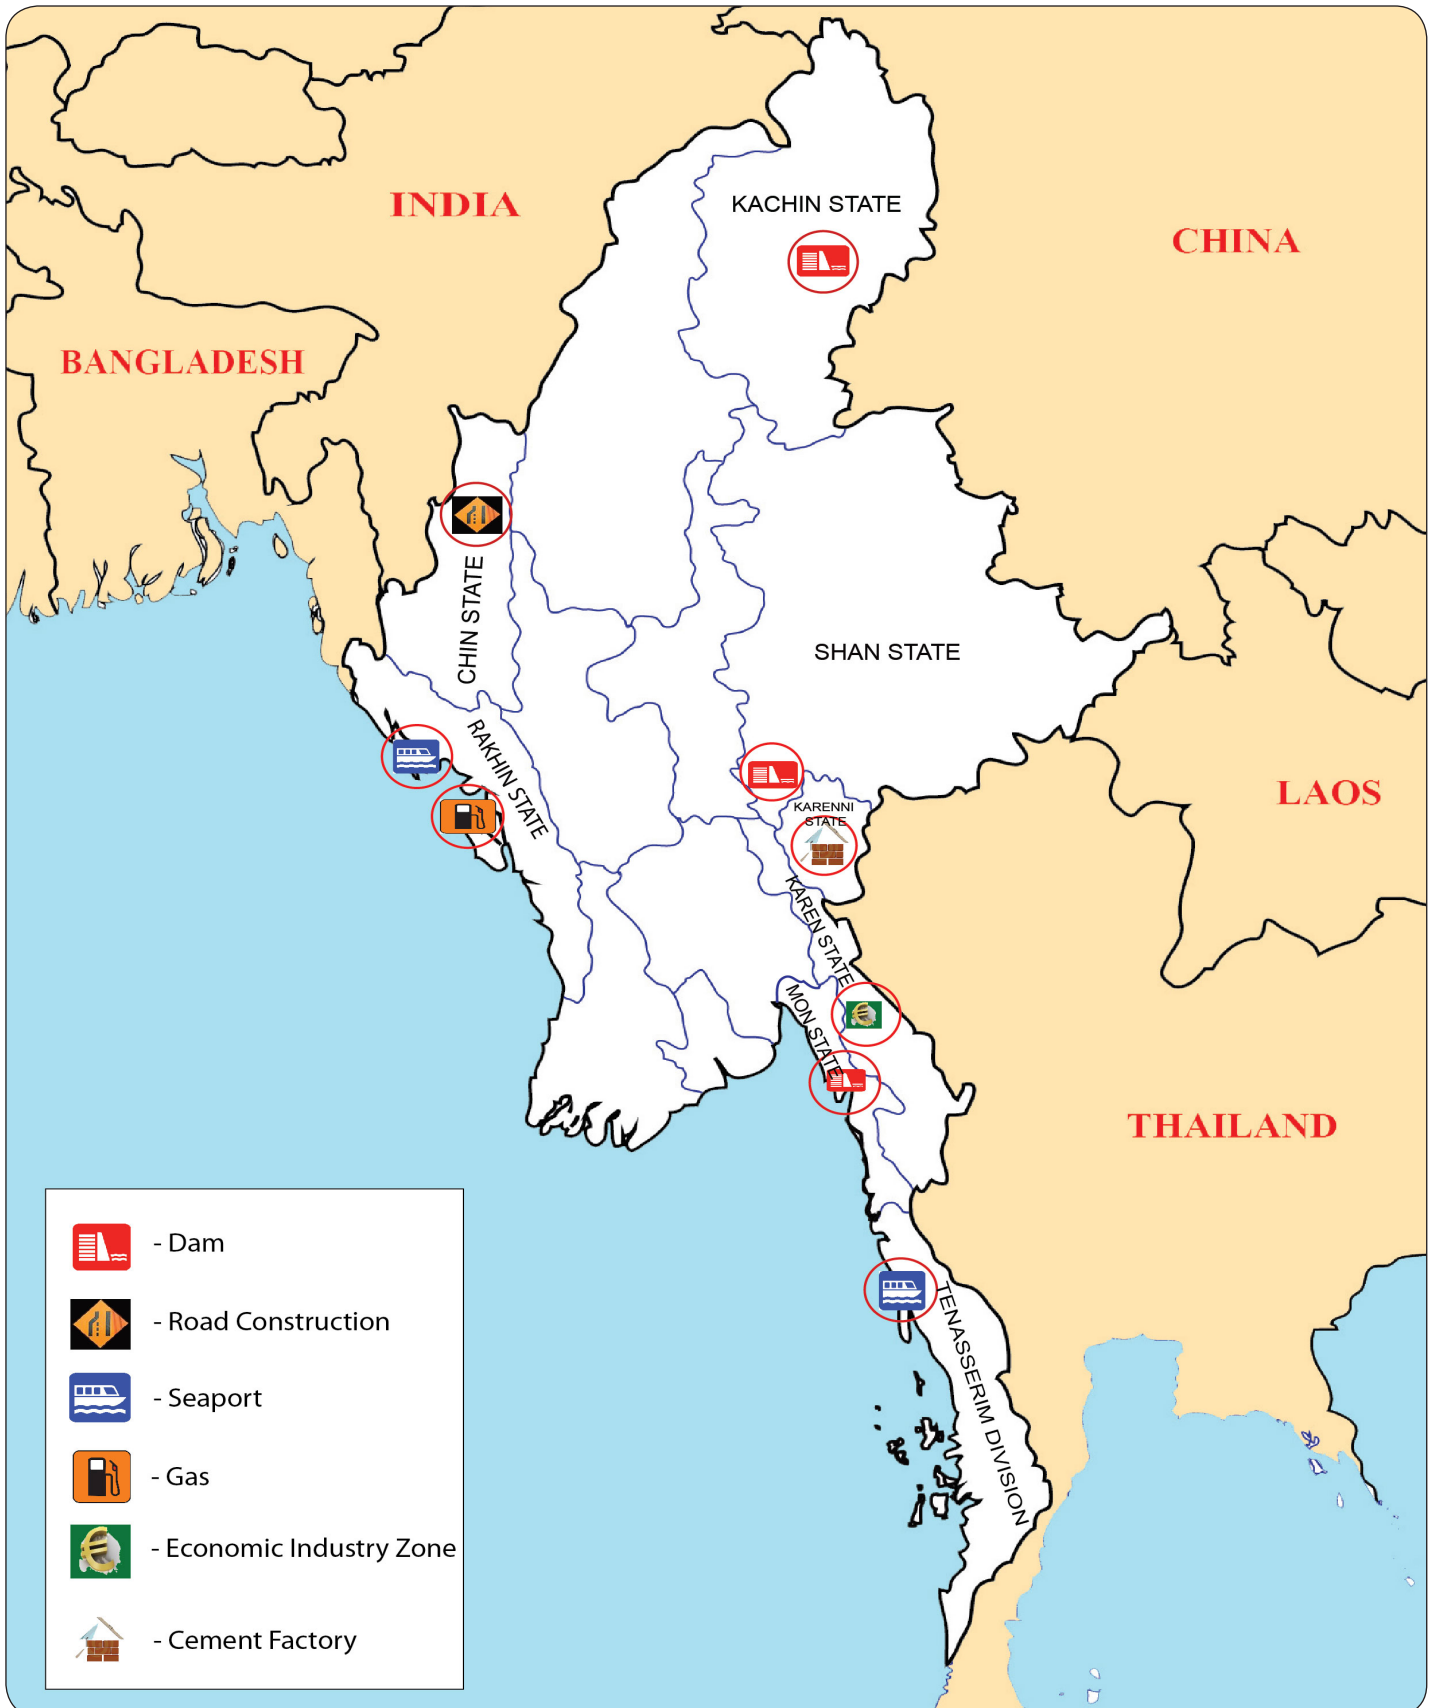 INDIA
KACHIN STATE
CHINA
BANGLADESH
CHIN STATE
SHAN STATE
RAKHIN STATE
LAOS
KARENNI
STATE
KAREN STATE
MON STATE
THAILAND
TENASSERIM DIVISION
- Dam
- Road Construction
- Seaport
- Gas
- Economic Industry Zone
- Cement Factory